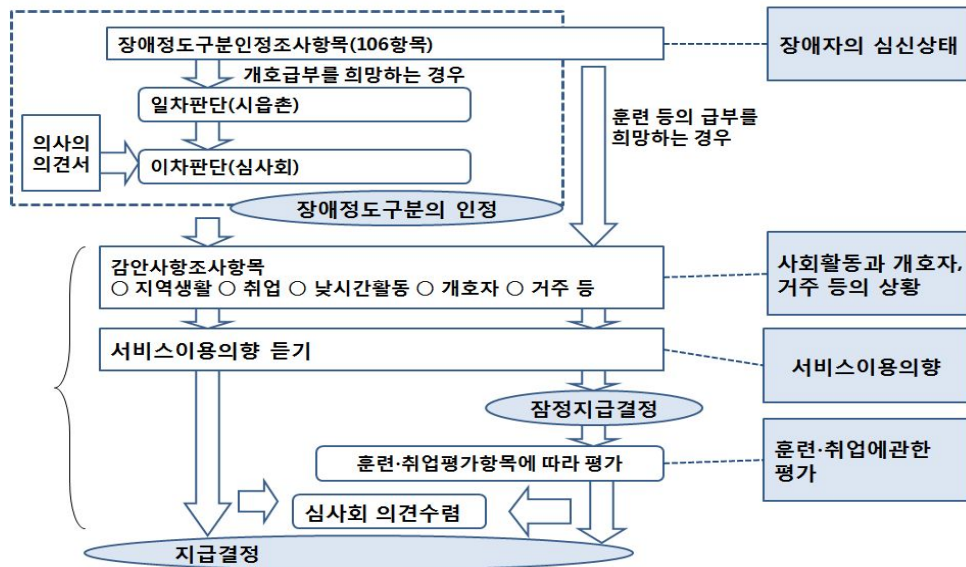 장애정도구분인정조사항목(106항목)
장애자의 심신상태
개호급부를 희망하는 경우
일차판단(시읍촌)
훈련 등의 급부를
희망하는 경우
의사의
의견서
이차판단(심사회)
장애정도구분의 인정
감안사항조사항목
○ 지역생활 ○ 취업 ○ 낮시간활동 ○ 개호자 ○ 거주 등
사회활동과 개호자,
거주 등의 상황
서비스이용의향 듣기
서비스이용의향
잠정지급결정
훈련·취업평가항목에 따라 평가
훈련·취업에관한
평가
심사회 의견수렴
지급결정